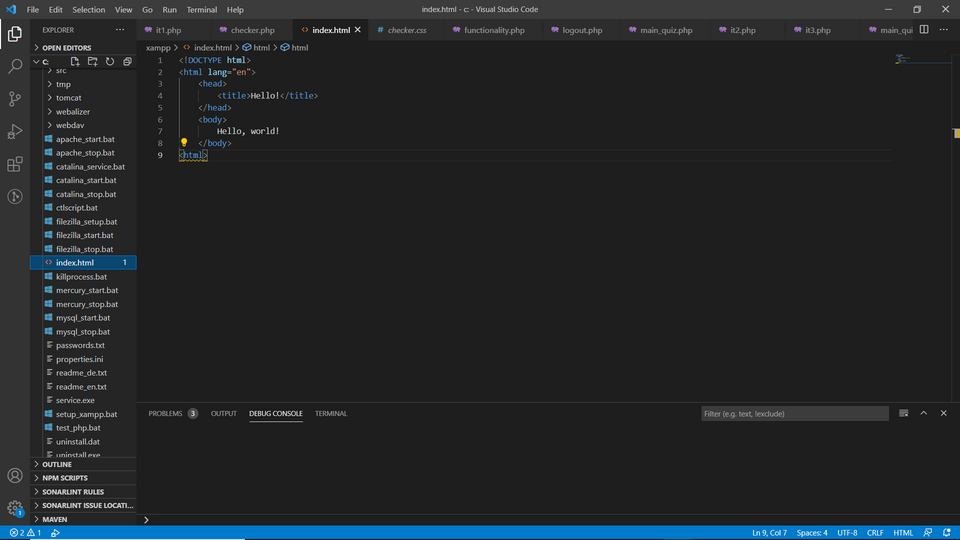 File Edit Selection View Go Run Terminal Help
index.html - c: - Visual Studio Code
EXPLORER
OPEN EDITORS
C:
src
tmp
tomcat
webalizer
webdav
apache_start.bat
apache_stop.bat
catalina_service.bat
catalina_start.bat
catalina_stop.bat
ctlscript.bat
filezilla_setup.bat
filezilla_start.bat
filezilla_stop.bat
index.html 1
killprocess.bat
mercury_start.bat
mercury_stop.bat
mysql_start.bat
mysql_stop.bat
passwords.txt
properties.ini
readme_de.txt
readme_en.txt
service.exe
setup_xampp.bat
test_php.bat
uninstall.dat
uninstall.exe
OUTLINE
NPM SCRIPTS
SONARLINT RULES
SONARLINT ISSUE LOCATI...
MAVEN
it1.php checker.php index.html checker.css functionality.php logout.php main_quiz.php it2.php it3.php main_qui
xampp > index.html > html > html
1 <!DOCTYPE html>
2 <html lang="en">
3 <head>
4 <title>Hello!</title>
5 </head>
6 <body>
7 Hello, world!
8 </body>
9 <html>
PROBLEMS 3 OUTPUT DEBUG CONSOLE TERMINAL
Filter (e.g. text, !exclude)
1
2 1
Ln 9, Col 7 Spaces: 4 UTF-8 CRLF HTML